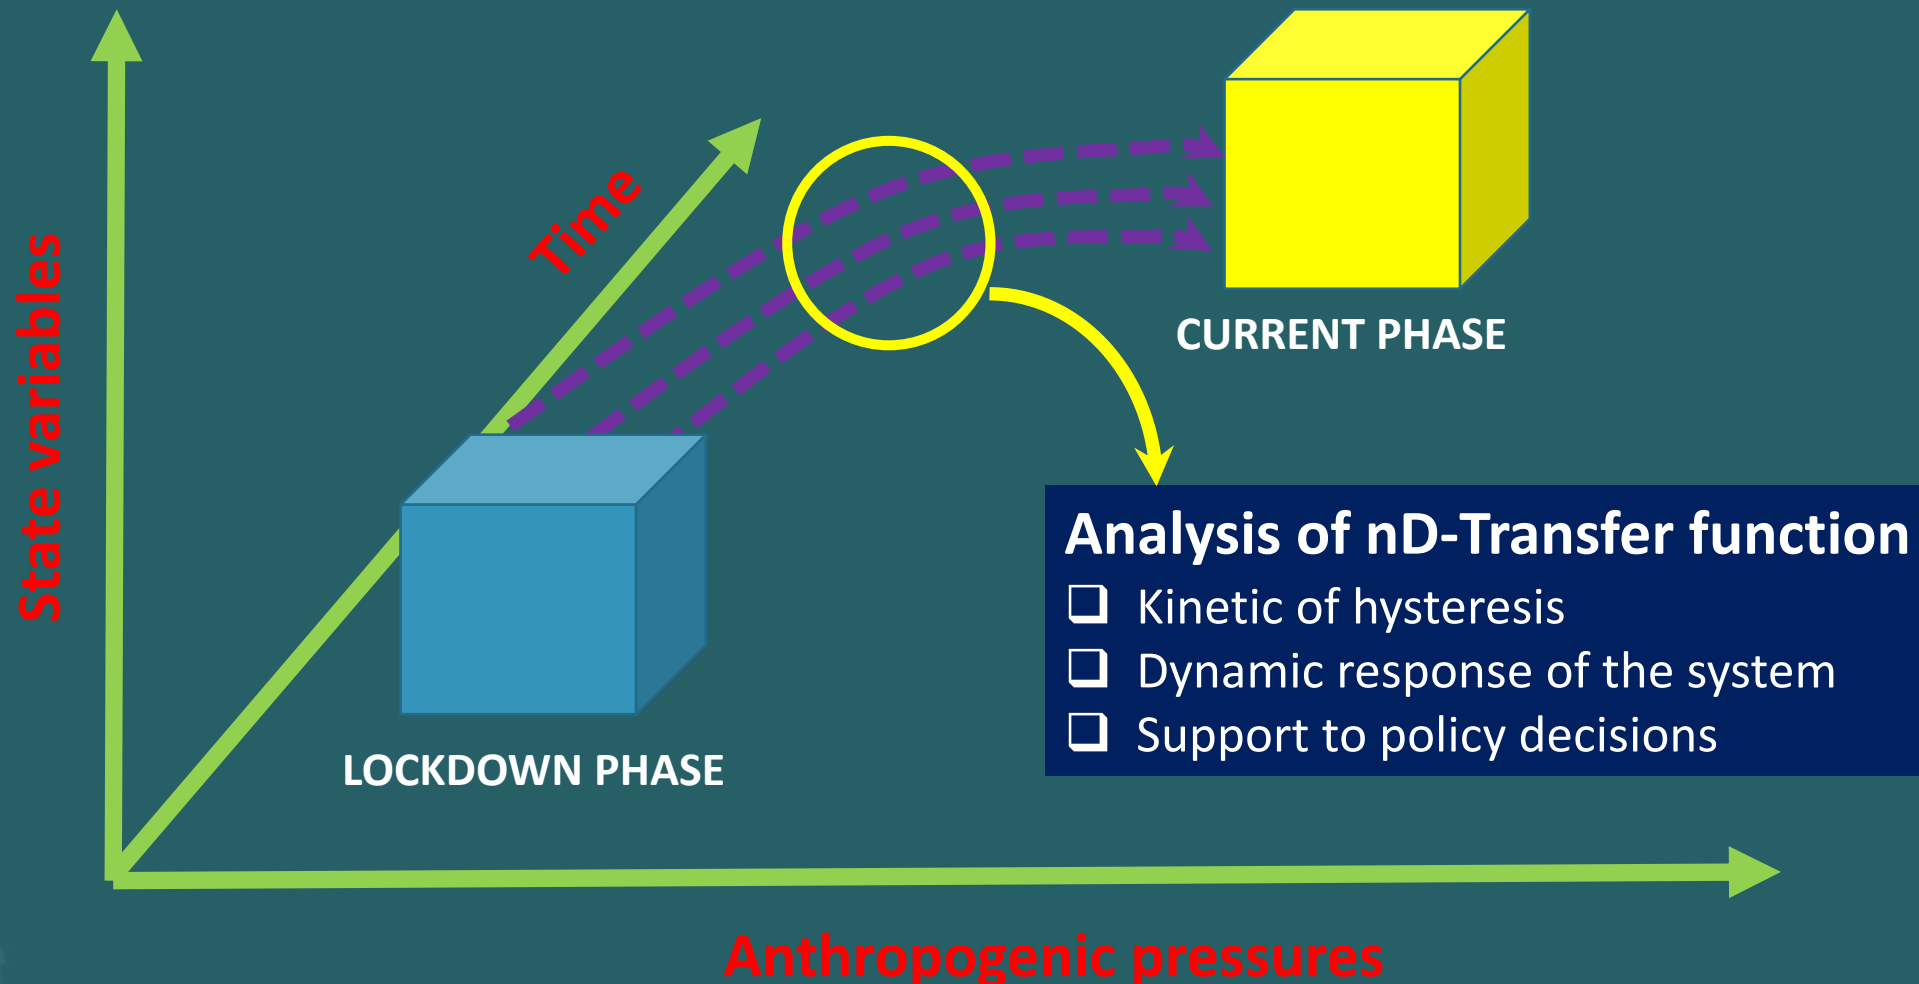 State variables
Time
CURRENT PHASE
LOCKDOWN PHASE
Analysis of nD-Transfer function
❑ Kinetic of hysteresis
❑ Dynamic response of the system
❑ Support to policy decisions
Anthropogenic pressures